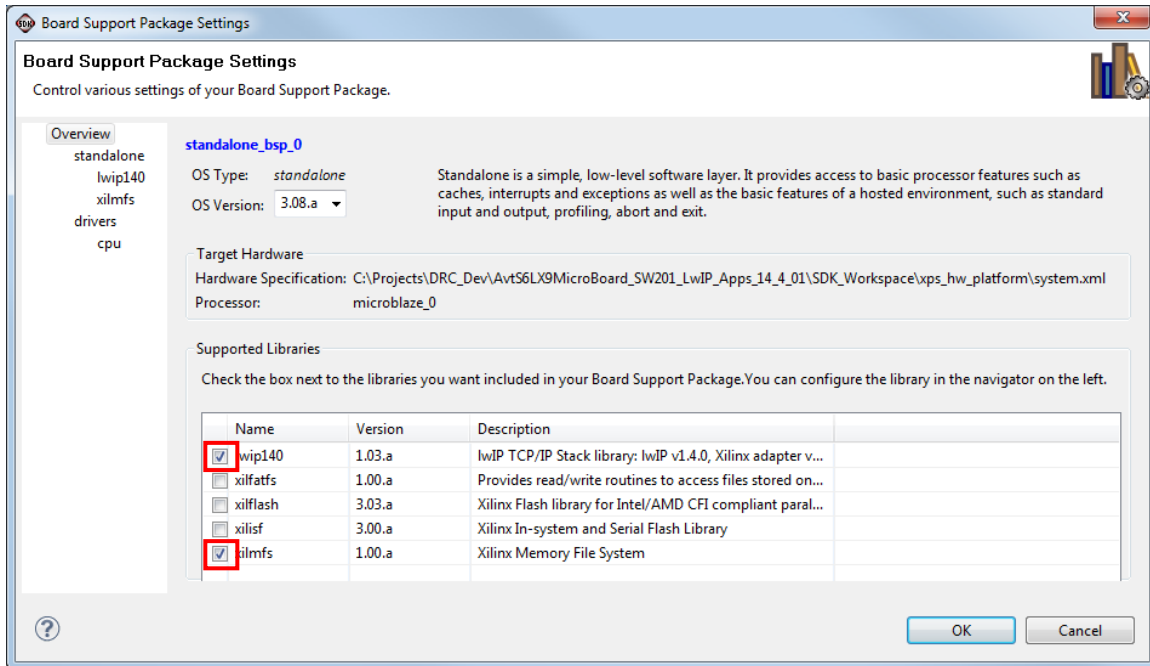 SDK Board Support Package Settings
Board Support Package Settings
Control various settings of your Board Support Package.
Overview
standalone
lwip140
xilmfs
drivers
cpu
standalone_bsp_0
OS Type: standalone
OS Version: 3.08.a
Standalone is a simple, low-level software layer. It provides access to basic processor features such as
caches, interrupts and exceptions as well as the basic features of a hosted environment, such as standard
input and output, profiling, abort and exit.
Target Hardware
Hardware Specification: C:\Projects\DRC_Dev\AvtS6LX9MicroBoard_SW201_LwIP_Apps_14_4_01\SDK_Workspace\xps_hw_platform\system.xml
Processor: microblaze_0
Supported Libraries
Check the box next to the libraries you want included in your Board Support Package.You can configure the library in the navigator on the left.
Name Version Description
lwip140 1.03.a lwIP TCP/IP Stack library: lwIP v1.4.0, Xilinx adapter v...
xilfatfs 1.00.a Provides read/write routines to access files stored on...
xilflash 3.03.a Xilinx Flash library for Intel/AMD CFI compliant paral...
xilisf 3.00.a Xilinx In-system and Serial Flash Library
xilmfs 1.00.a Xilinx Memory File System
? OK Cancel